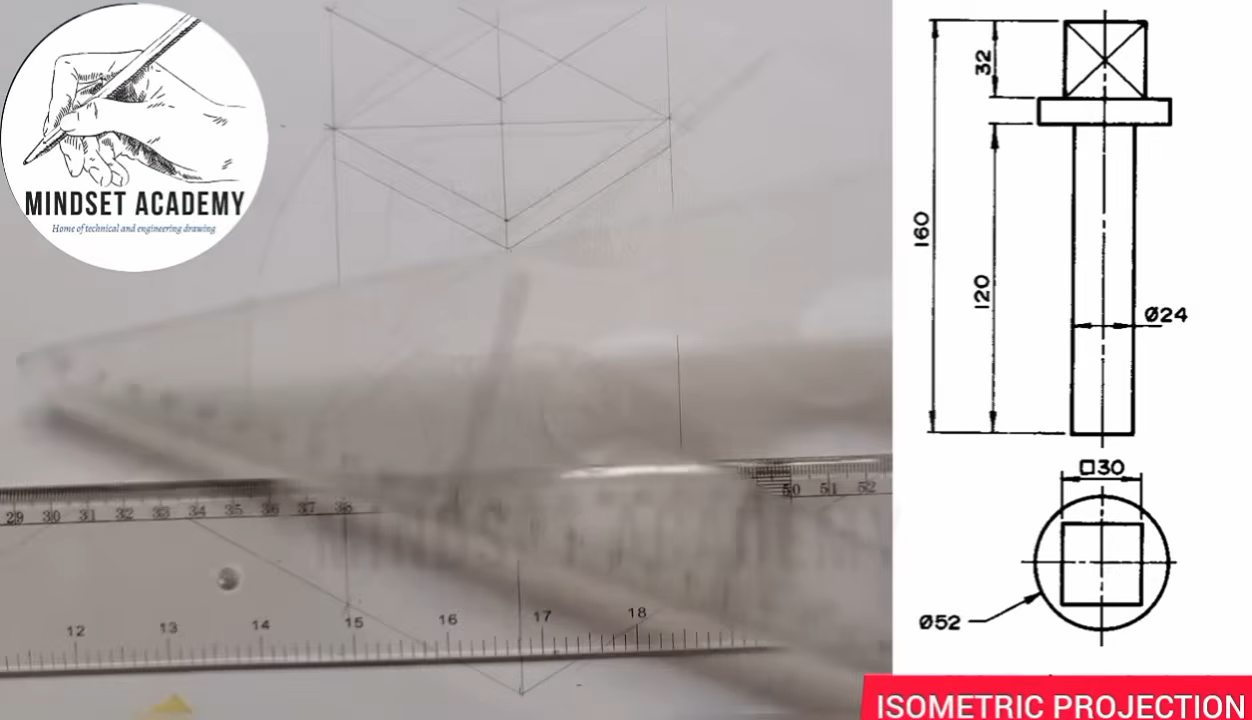 MINDSET ACADEMY
Home of technical and engineering drawing
32
160
120
Ø24
□30
Ø52
29 30 31 32 33 34 35 36 37 38
50 51 52
12 13 14 15 16 17 18
ISOMETRIC PROJECTION